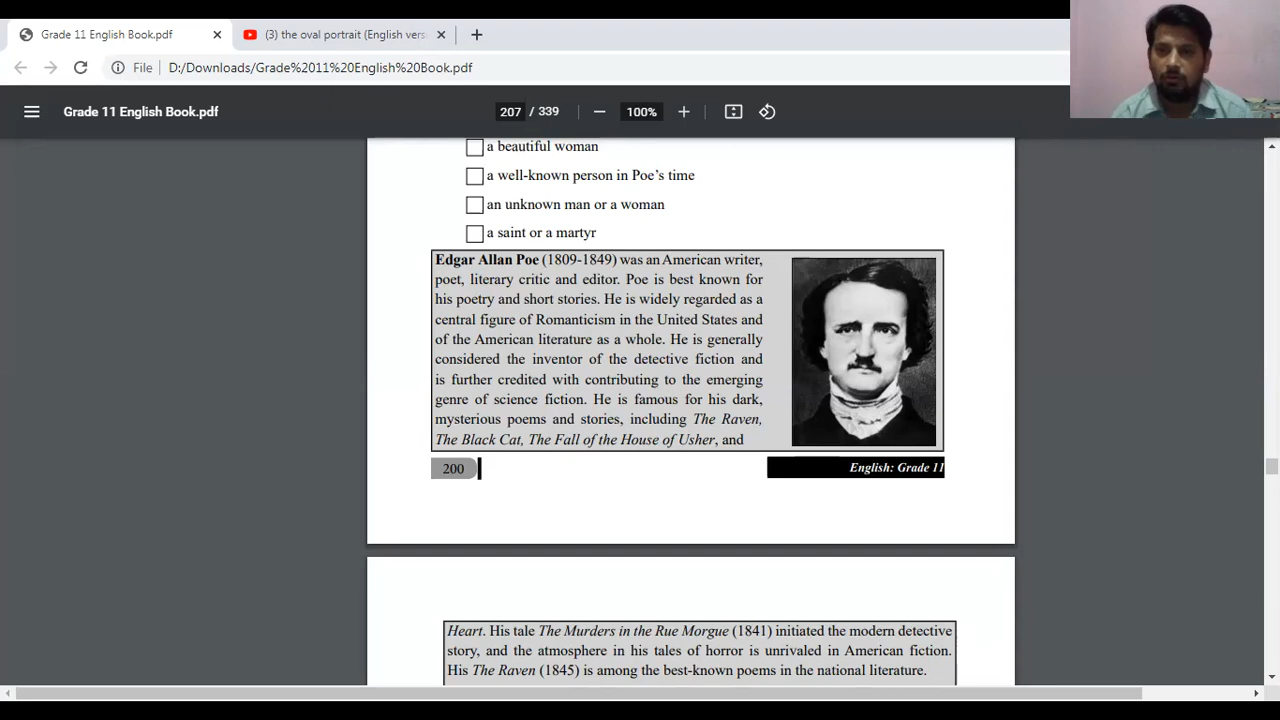 Grade 11 English Book.pdf
(3) the oval portrait (English vers
File D:/Downloads/Grade%2011%20English%20Book.pdf
Grade 11 English Book.pdf
207 / 339
100%
a beautiful woman
a well-known person in Poe's time
an unknown man or a woman
a saint or a martyr
Edgar Allan Poe (1809-1849) was an American writer,
poet, literary critic and editor. Poe is best known for
his poetry and short stories. He is widely regarded as a
central figure of Romanticism in the United States and
of the American literature as a whole. He is generally
considered the inventor of the detective fiction and
is further credited with contributing to the emerging
genre of science fiction. He is famous for his dark,
mysterious poems and stories, including The Raven,
The Black Cat, The Fall of the House of Usher, and
200
English: Grade 11
Heart. His tale The Murders in the Rue Morgue (1841) initiated the modern detective
story, and the atmosphere in his tales of horror is unrivaled in American fiction.
His The Raven (1845) is among the best-known poems in the national literature.